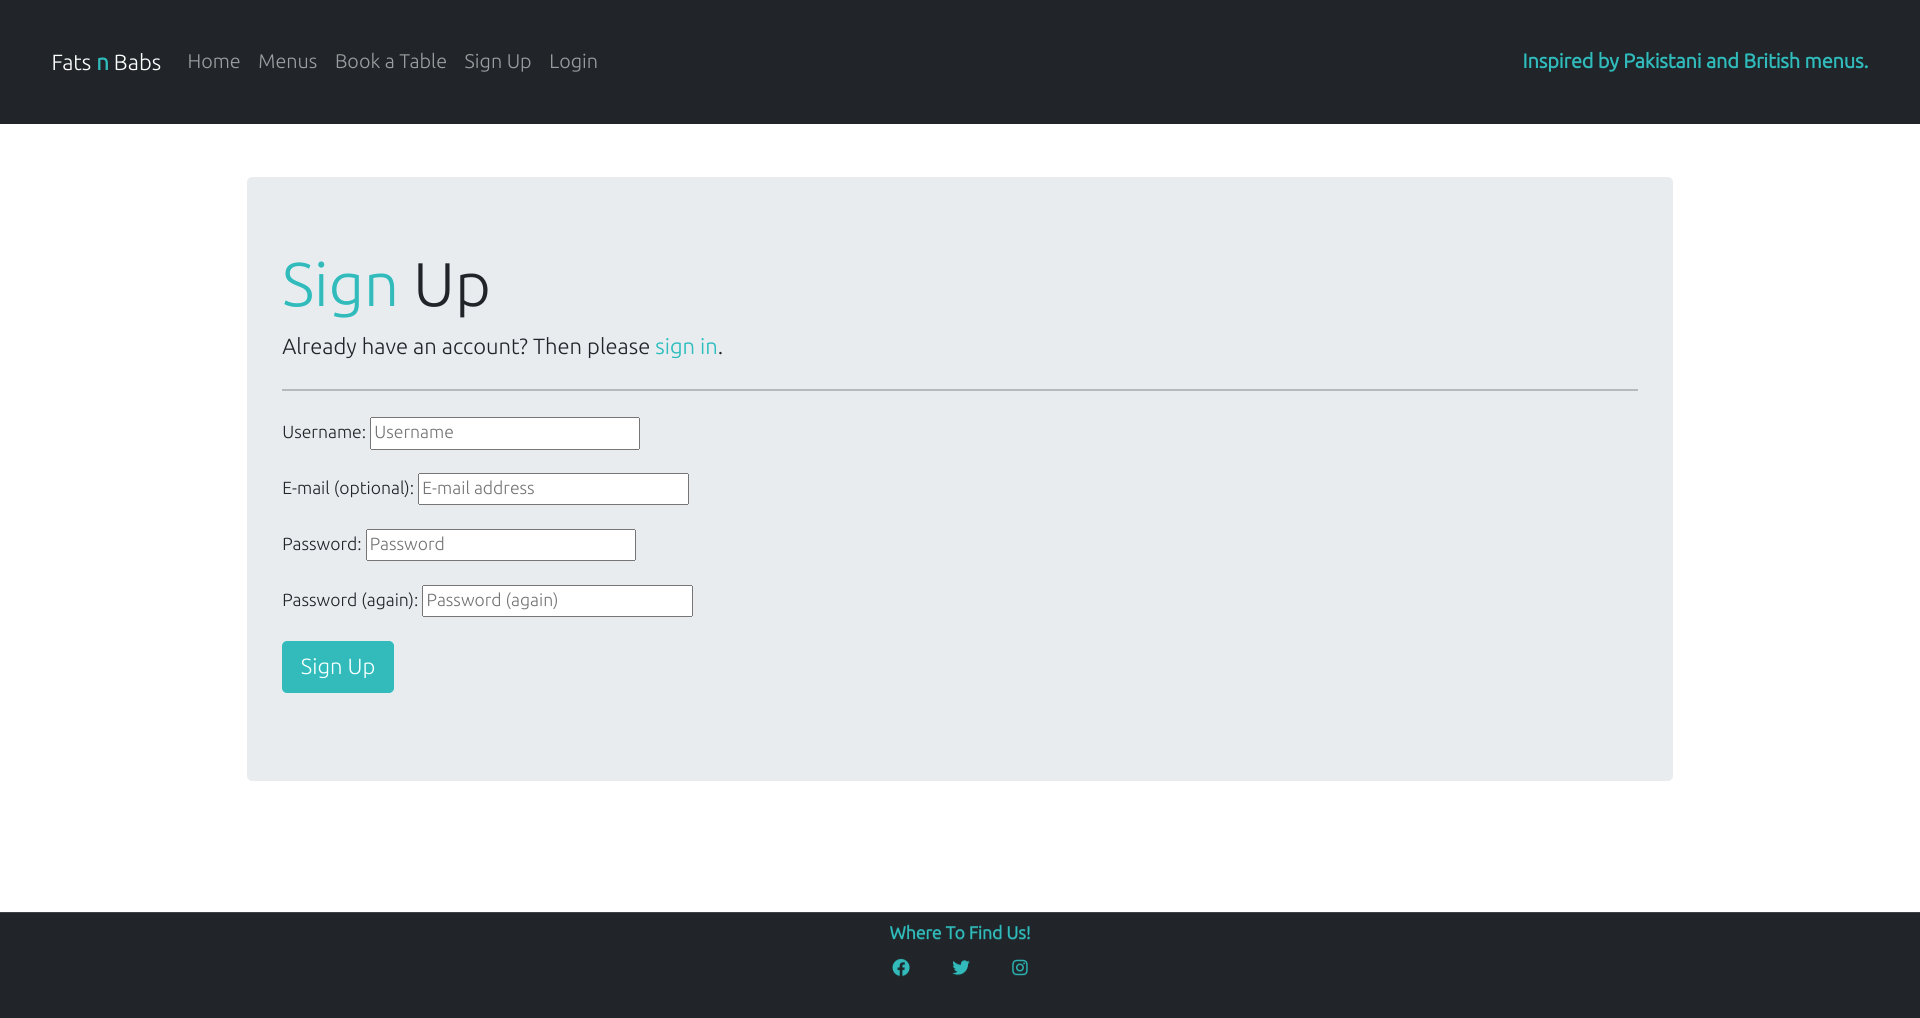 Fats n Babs Home Menus Book a Table Sign Up Login Inspired by Pakistani and British menus.
Sign Up
Already have an account? Then please sign in.
Username: Username
E-mail (optional): E-mail address
Password: Password
Password (again): Password (again)
Sign Up
Where To Find Us!